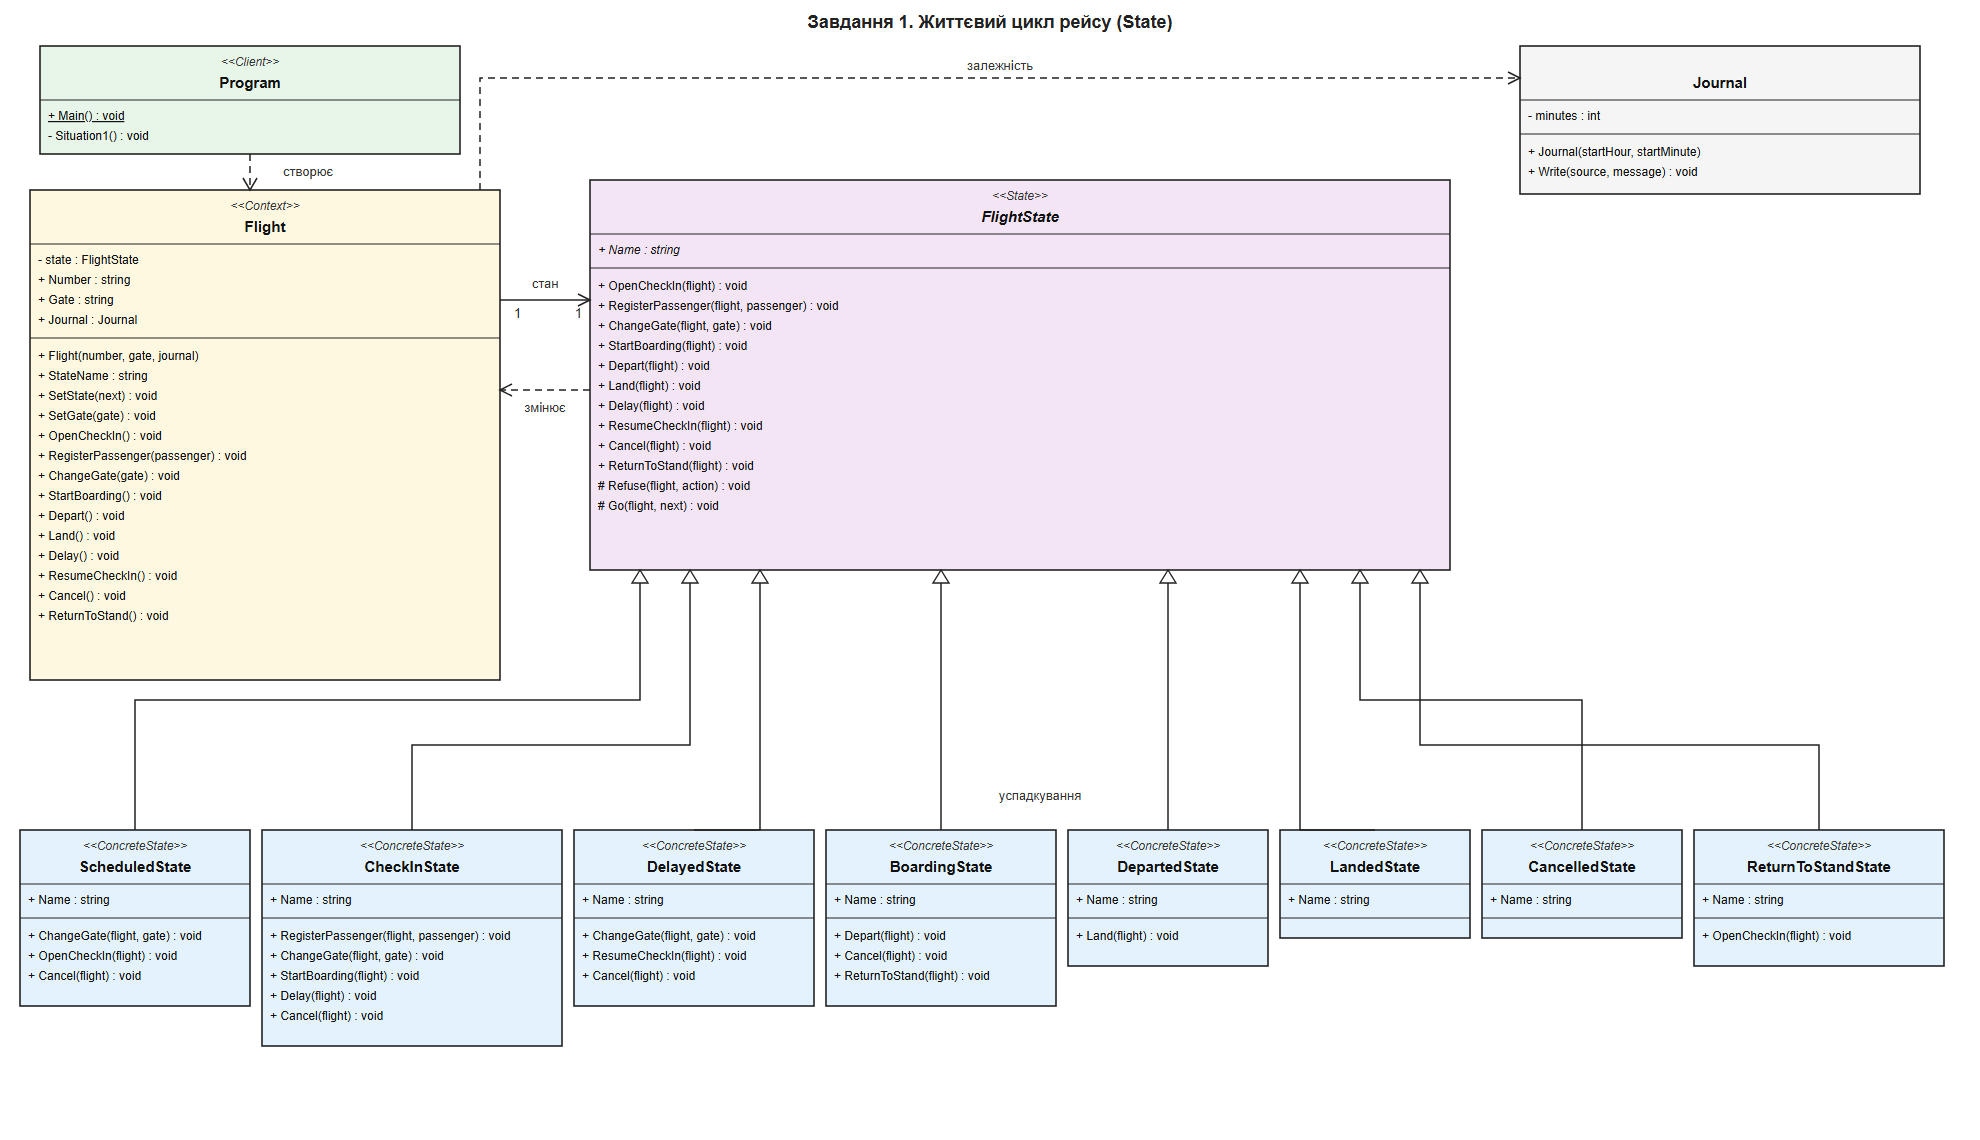 Завдання 1. Життєвий цикл рейсу (State)
<<Client>>
Program
+ Main() : void
- Situation1() : void
створює
залежність
Journal
- minutes : int
+ Journal(startHour, startMinute)
+ Write(source, message) : void
<<Context>>
Flight
- state : FlightState
+ Number : string
+ Gate : string
+ Journal : Journal
+ Flight(number, gate, journal)
+ StateName : string
+ SetState(next) : void
+ SetGate(gate) : void
+ OpenCheckIn() : void
+ RegisterPassenger(passenger) : void
+ ChangeGate(gate) : void
+ StartBoarding() : void
+ Depart() : void
+ Land() : void
+ Delay() : void
+ ResumeCheckIn() : void
+ Cancel() : void
+ ReturnToStand() : void
стан
1
1
змінює
<<State>>
FlightState
+ Name : string
+ OpenCheckIn(flight) : void
+ RegisterPassenger(flight, passenger) : void
+ ChangeGate(flight, gate) : void
+ StartBoarding(flight) : void
+ Depart(flight) : void
+ Land(flight) : void
+ Delay(flight) : void
+ ResumeCheckIn(flight) : void
+ Cancel(flight) : void
+ ReturnToStand(flight) : void
# Refuse(flight, action) : void
# Go(flight, next) : void
успадкування
<<ConcreteState>>
ScheduledState
+ Name : string
+ ChangeGate(flight, gate) : void
+ OpenCheckIn(flight) : void
+ Cancel(flight) : void
<<ConcreteState>>
CheckInState
+ Name : string
+ RegisterPassenger(flight, passenger) : void
+ ChangeGate(flight, gate) : void
+ StartBoarding(flight) : void
+ Delay(flight) : void
+ Cancel(flight) : void
<<ConcreteState>>
DelayedState
+ Name : string
+ ChangeGate(flight, gate) : void
+ ResumeCheckIn(flight) : void
+ Cancel(flight) : void
<<ConcreteState>>
BoardingState
+ Name : string
+ Depart(flight) : void
+ Cancel(flight) : void
+ ReturnToStand(flight) : void
<<ConcreteState>>
DepartedState
+ Name : string
+ Land(flight) : void
<<ConcreteState>>
LandedState
+ Name : string
<<ConcreteState>>
CancelledState
+ Name : string
<<ConcreteState>>
ReturnToStandState
+ Name : string
+ OpenCheckIn(flight) : void